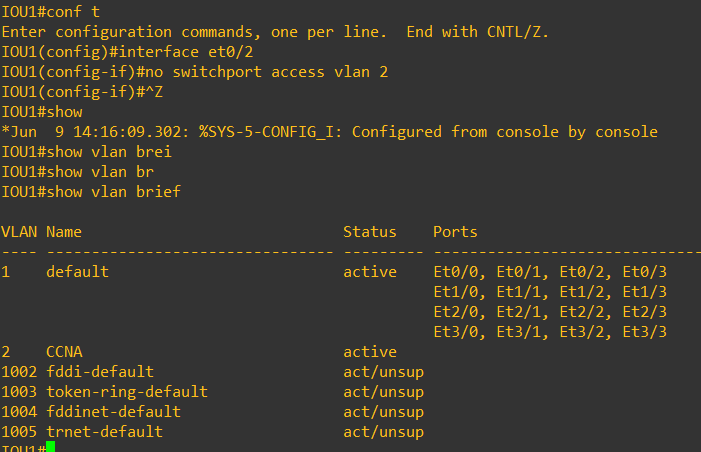 IOU1#conf t
Enter configuration commands, one per line.  End with CNTL/Z.
IOU1(config)#interface et0/2
IOU1(config-if)#no switchport access vlan 2
IOU1(config-if)#^Z
IOU1#show
*Jun  9 14:16:09.302: %SYS-5-CONFIG_I: Configured from console by console
IOU1#show vlan brei
IOU1#show vlan br
IOU1#show vlan brief

VLAN Name                             Status    Ports
---- -------------------------------- --------- ------------------------------
1    default                          active    Et0/0, Et0/1, Et0/2, Et0/3
                                                Et1/0, Et1/1, Et1/2, Et1/3
                                                Et2/0, Et2/1, Et2/2, Et2/3
                                                Et3/0, Et3/1, Et3/2, Et3/3
2    CCNA                             active
1002 fddi-default                     act/unsup
1003 token-ring-default               act/unsup
1004 fddinet-default                  act/unsup
1005 trnet-default                    act/unsup
IOU1#